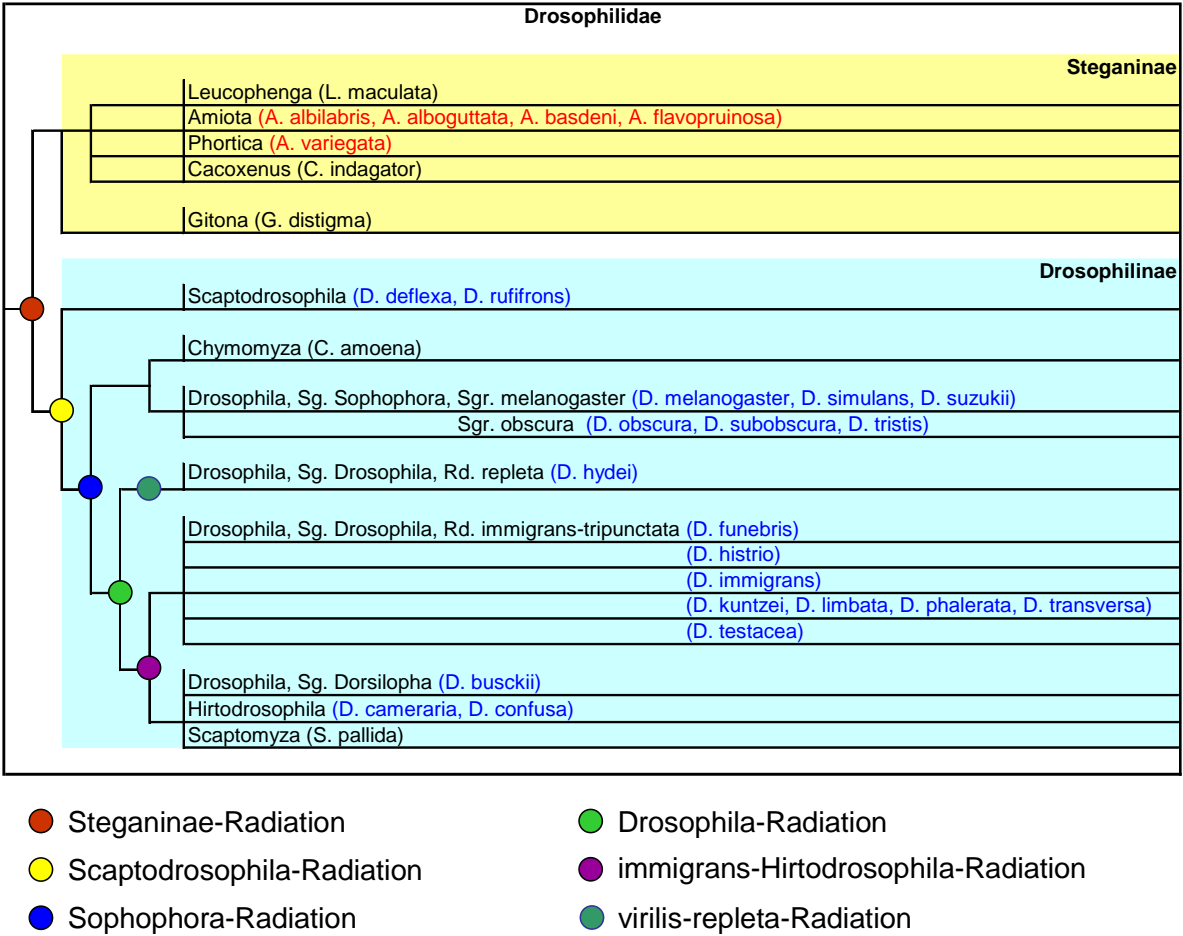 Drosophilidae
Steganinae
Leucophenga (L. maculata)
Amiota (A. albilabris, A. alboguttata, A. basdeni, A. flavopruinosa)
Phortica (A. variegata)
Cacoxenus (C. indagator)
Gitona (G. distigma)
Drosophilinae
Scaptodrosophila (D. deflexa, D. rufifrons)
Chymomyza (C. amoena)
Drosophila, Sg. Sophophora, Sgr. melanogaster (D. melanogaster, D. simulans, D. suzukii)
Sgr. obscura (D. obscura, D. subobscura, D. tristis)
Drosophila, Sg. Drosophila, Rd. repleta (D. hydei)
Drosophila, Sg. Drosophila, Rd. immigrans-tripunctata (D. funebris)
(D. histrio)
(D. immigrans)
(D. kuntzei, D. limbata, D. phalerata, D. transversa)
(D. testacea)
Drosophila, Sg. Dorsilopha (D. busckii)
Hirtodrosophila (D. cameraria, D. confusa)
Scaptomyza (S. pallida)
Steganinae-Radiation
Scaptodrosophila-Radiation
Sophophora-Radiation
Drosophila-Radiation
immigrans-Hirtodrosophila-Radiation
virilis-repleta-Radiation